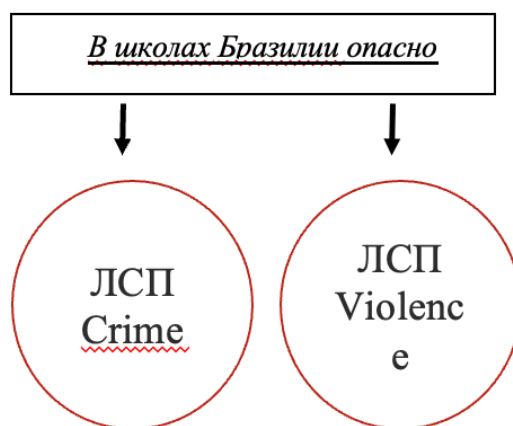 В школах Бразилии опасно
ЛСП
Crime
ЛСП
Violenc
e